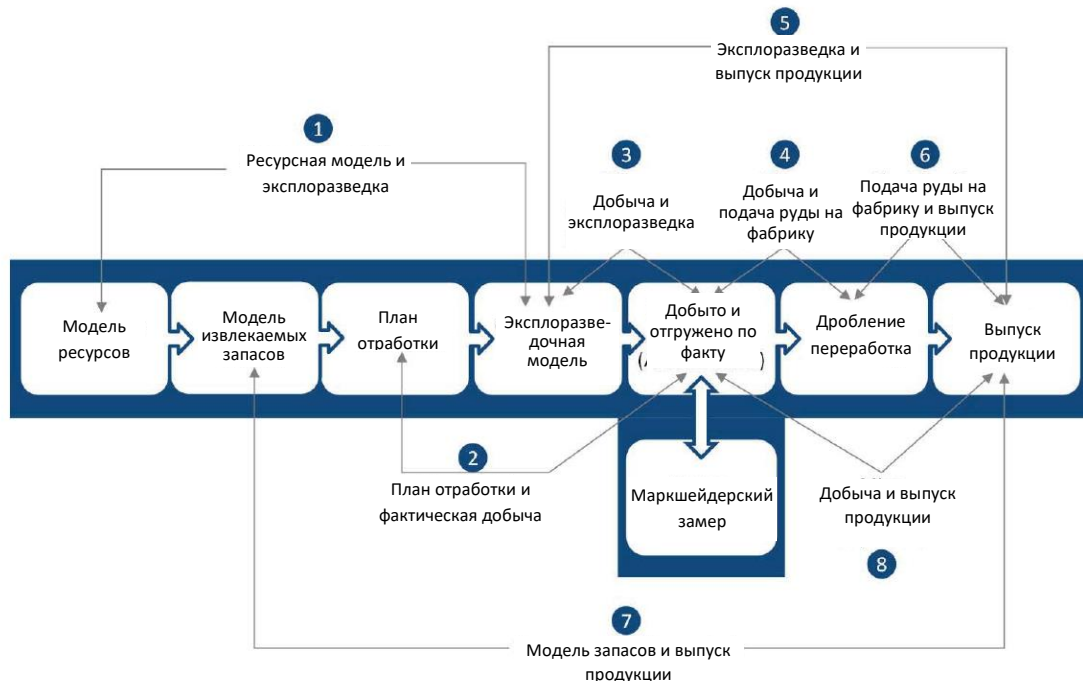 5
Эксплоразведка и
выпуск продукции
1
Ресурсная модель и
эксплоразведка
3
Добыча и
эксплоразведка
4
Добыча и
подача руды на
фабрику
6
Подача руды на
фабрику и выпуск
продукции
Модель
ресурсов
Модель
извлекаемых
запасов
План
отработки
Эксплоразве-
дочная
модель
Добыто и
отгружено по
факту
Дробление
переработка
Выпуск
продукции
2
План отработки и
фактическая добыча
Маркшейдерский
замер
Добыча и выпуск
продукции
8
7
Модель запасов и выпуск
продукции